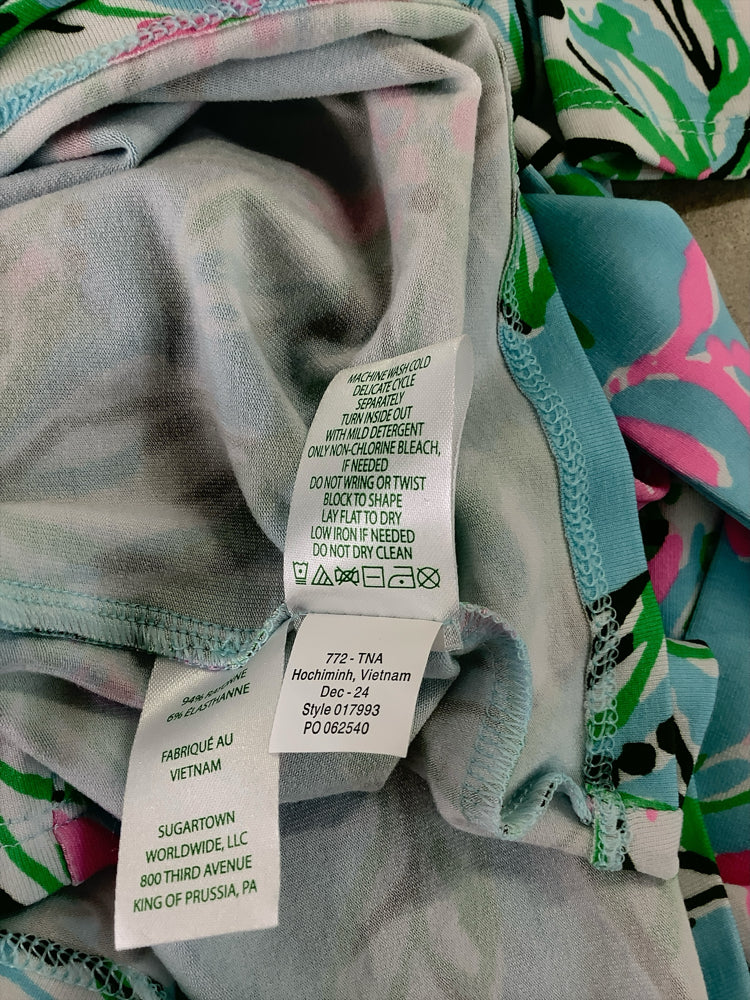 MACHINE WASH COLD
DELICATE CYCLE
SEPARATELY
TURN INSIDE OUT
WITH MILD DETERGENT
ONLY NON-CHLORINE BLEACH,
IF NEEDED
DO NOT WRING OR TWIST
BLOCK TO SHAPE
LAY FLAT TO DRY
LOW IRON IF NEEDED
DO NOT DRY CLEAN
772 - TNA
Hochiminh, Vietnam
Dec - 24
Style 017993
PO 062540
94%
6% ÉLASTHANNE
FABRIQUÉ AU
VIETNAM
SUGARTOWN
WORLDWIDE, LLC
800 THIRD AVENUE
KING OF PRUSSIA, PA